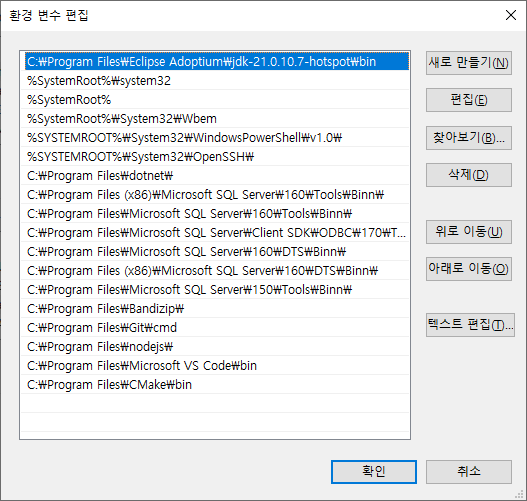 환경 변수 편집
C:₩Program Files₩Eclipse Adoptium₩jdk-21.0.10.7-hotspot₩bin
%SystemRoot%₩system32
%SystemRoot%
%SystemRoot%₩System32₩Wbem
%SYSTEMROOT%₩System32₩WindowsPowerShell₩v1.0₩
%SYSTEMROOT%₩System32₩OpenSSH₩
C:₩Program Files₩dotnet₩
C:₩Program Files (x86)₩Microsoft SQL Server₩160₩Tools₩Binn₩
C:₩Program Files₩Microsoft SQL Server₩160₩Tools₩Binn₩
C:₩Program Files₩Microsoft SQL Server₩Client SDK₩ODBC₩170₩T...
C:₩Program Files₩Microsoft SQL Server₩160₩DTS₩Binn₩
C:₩Program Files (x86)₩Microsoft SQL Server₩160₩DTS₩Binn₩
C:₩Program Files₩Microsoft SQL Server₩150₩Tools₩Binn₩
C:₩Program Files₩Bandizip₩
C:₩Program Files₩Git₩cmd
C:₩Program Files₩nodejs₩
C:₩Program Files₩Microsoft VS Code₩bin
C:₩Program Files₩CMake₩bin
새로 만들기(N)
편집(E)
찾아보기(B)...
삭제(D)
위로 이동(U)
아래로 이동(O)
텍스트 편집(T)...
확인
취소